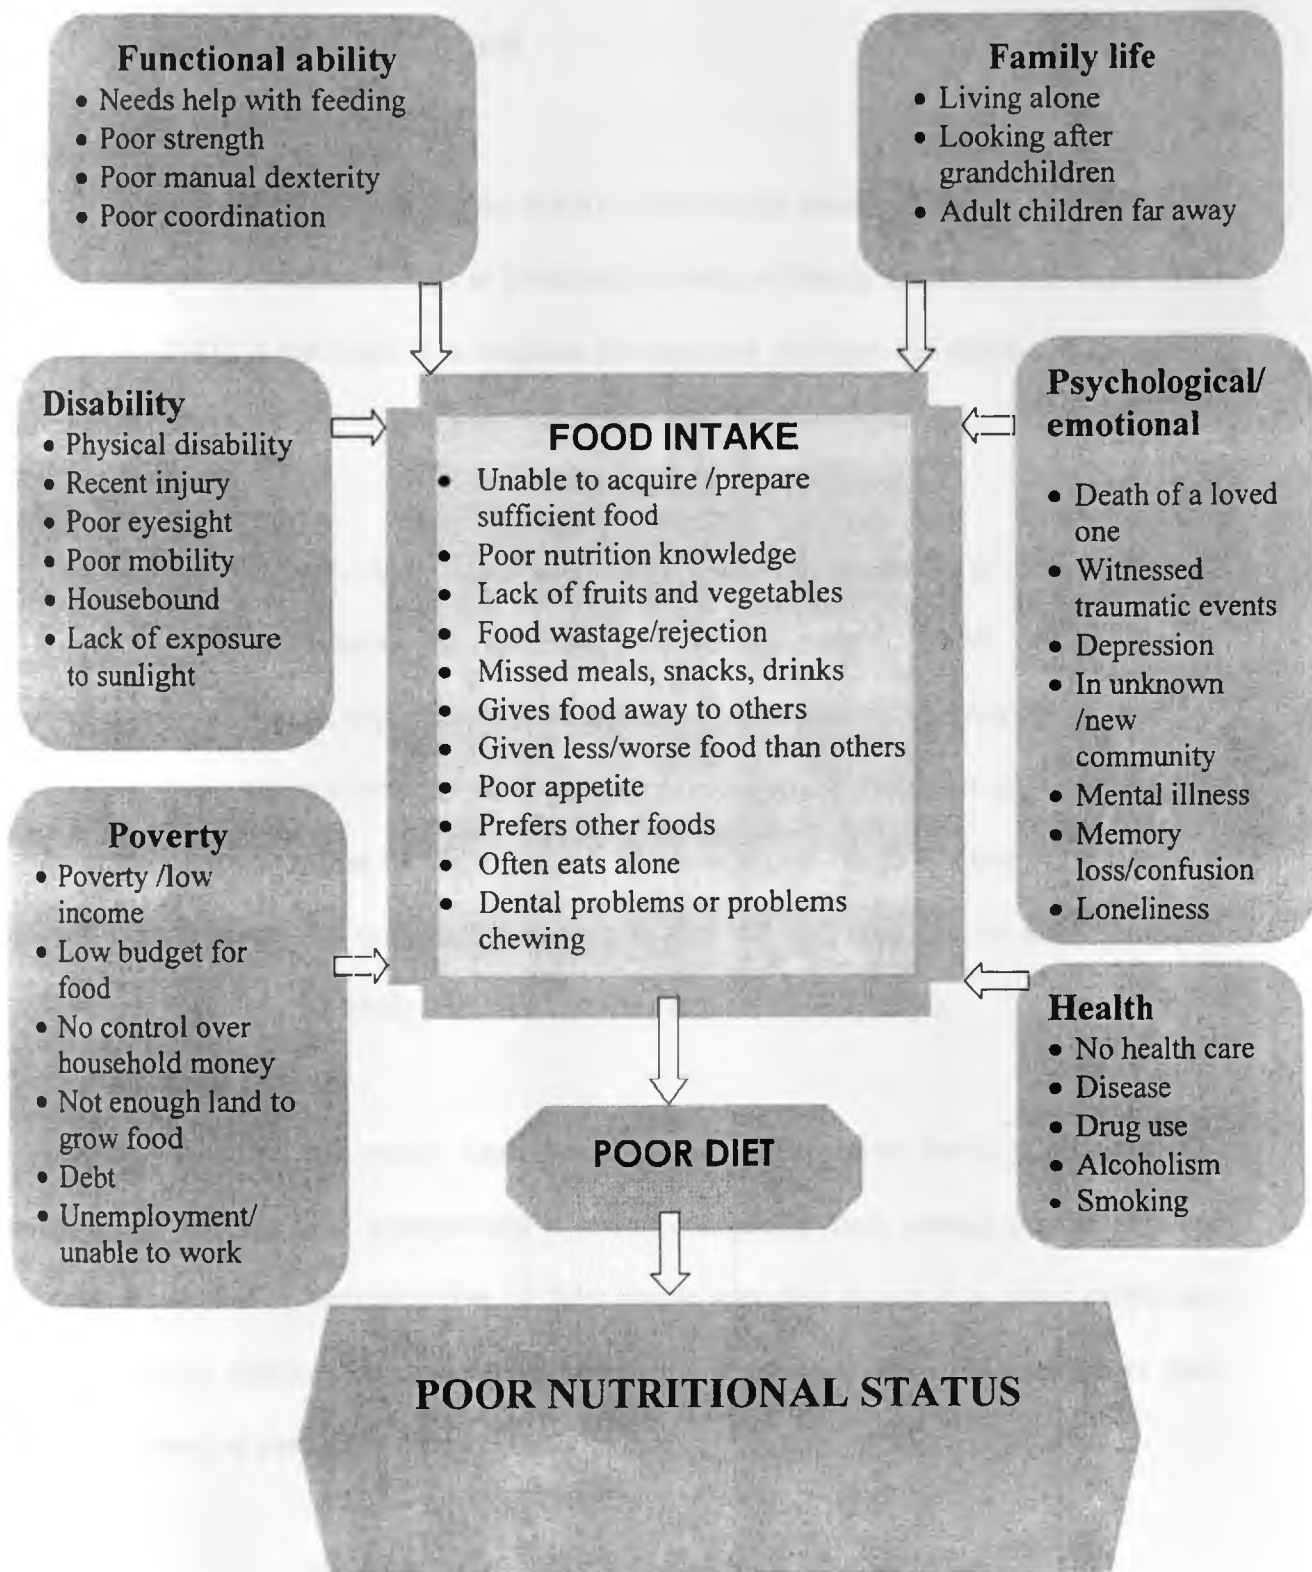 Functional ability
• Needs help with feeding
• Poor strength
• Poor manual dexterity
• Poor coordination
Family life
• Living alone
• Looking after
grandchildren
• Adult children far away
Disability
• Physical disability
• Recent injury
• Poor eyesight
• Poor mobility
• Housebound
• Lack of exposure
to sunlight
FOOD INTAKE
• Unable to acquire /prepare
sufficient food
• Poor nutrition knowledge
• Lack of fruits and vegetables
• Food wastage/rejection
• Missed meals, snacks, drinks
• Gives food away to others
• Given less/worse food than others
• Poor appetite
• Prefers other foods
• Often eats alone
• Dental problems or problems
chewing
Psychological/
emotional
• Death of a loved
one
• Witnessed
traumatic events
• Depression
• In unknown
/new
community
• Mental illness
• Memory
loss/confusion
• Loneliness
Poverty
• Poverty /low
income
• Low budget for
food
• No control over
household money
• Not enough land to
grow food
• Debt
• Unemployment/
unable to work
Health
• No health care
• Disease
• Drug use
• Alcoholism
• Smoking
POOR DIET
POOR NUTRITIONAL STATUS